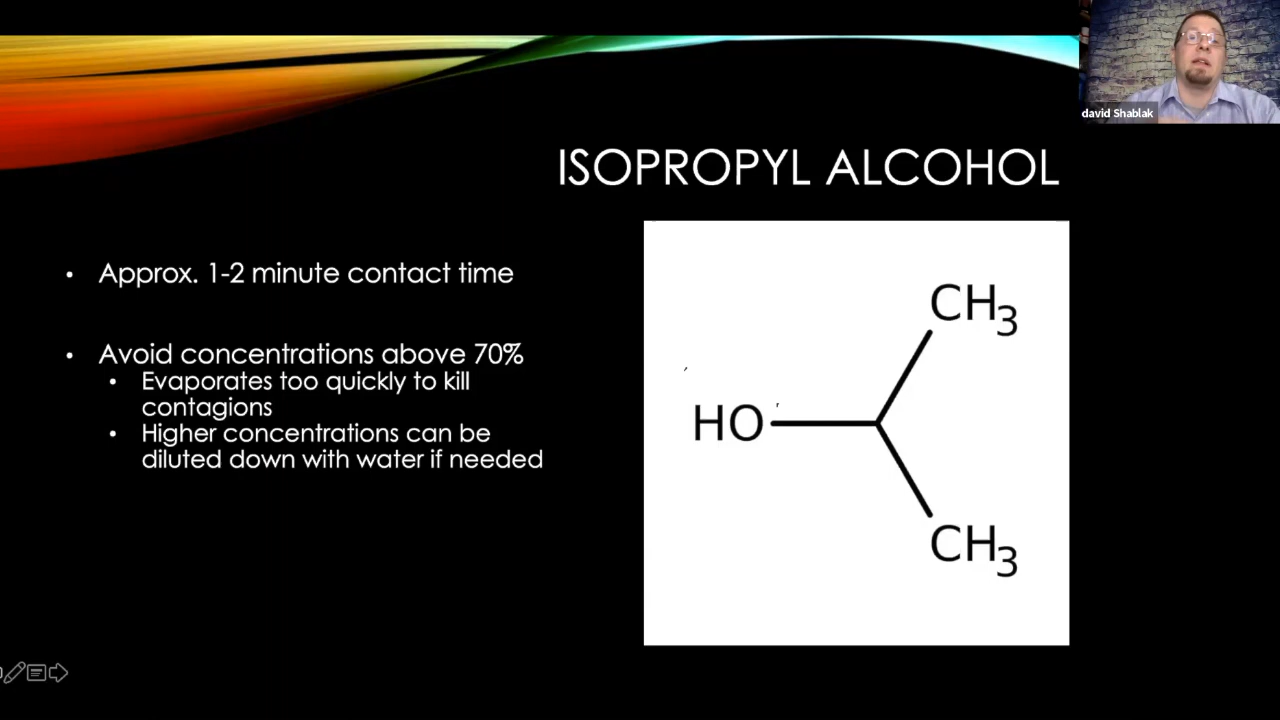 david Shablak
ISOPROPYL ALCOHOL
• Approx. 1-2 minute contact time
• Avoid concentrations above 70%
• Evaporates too quickly to kill
contagions
• Higher concentrations can be
diluted down with water if needed
CH₃
HO
CH₃